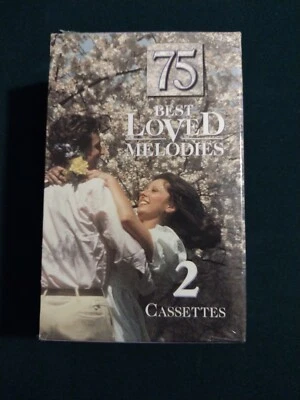 75
BEST
LOVED
MELODIES
2
CASSETTES